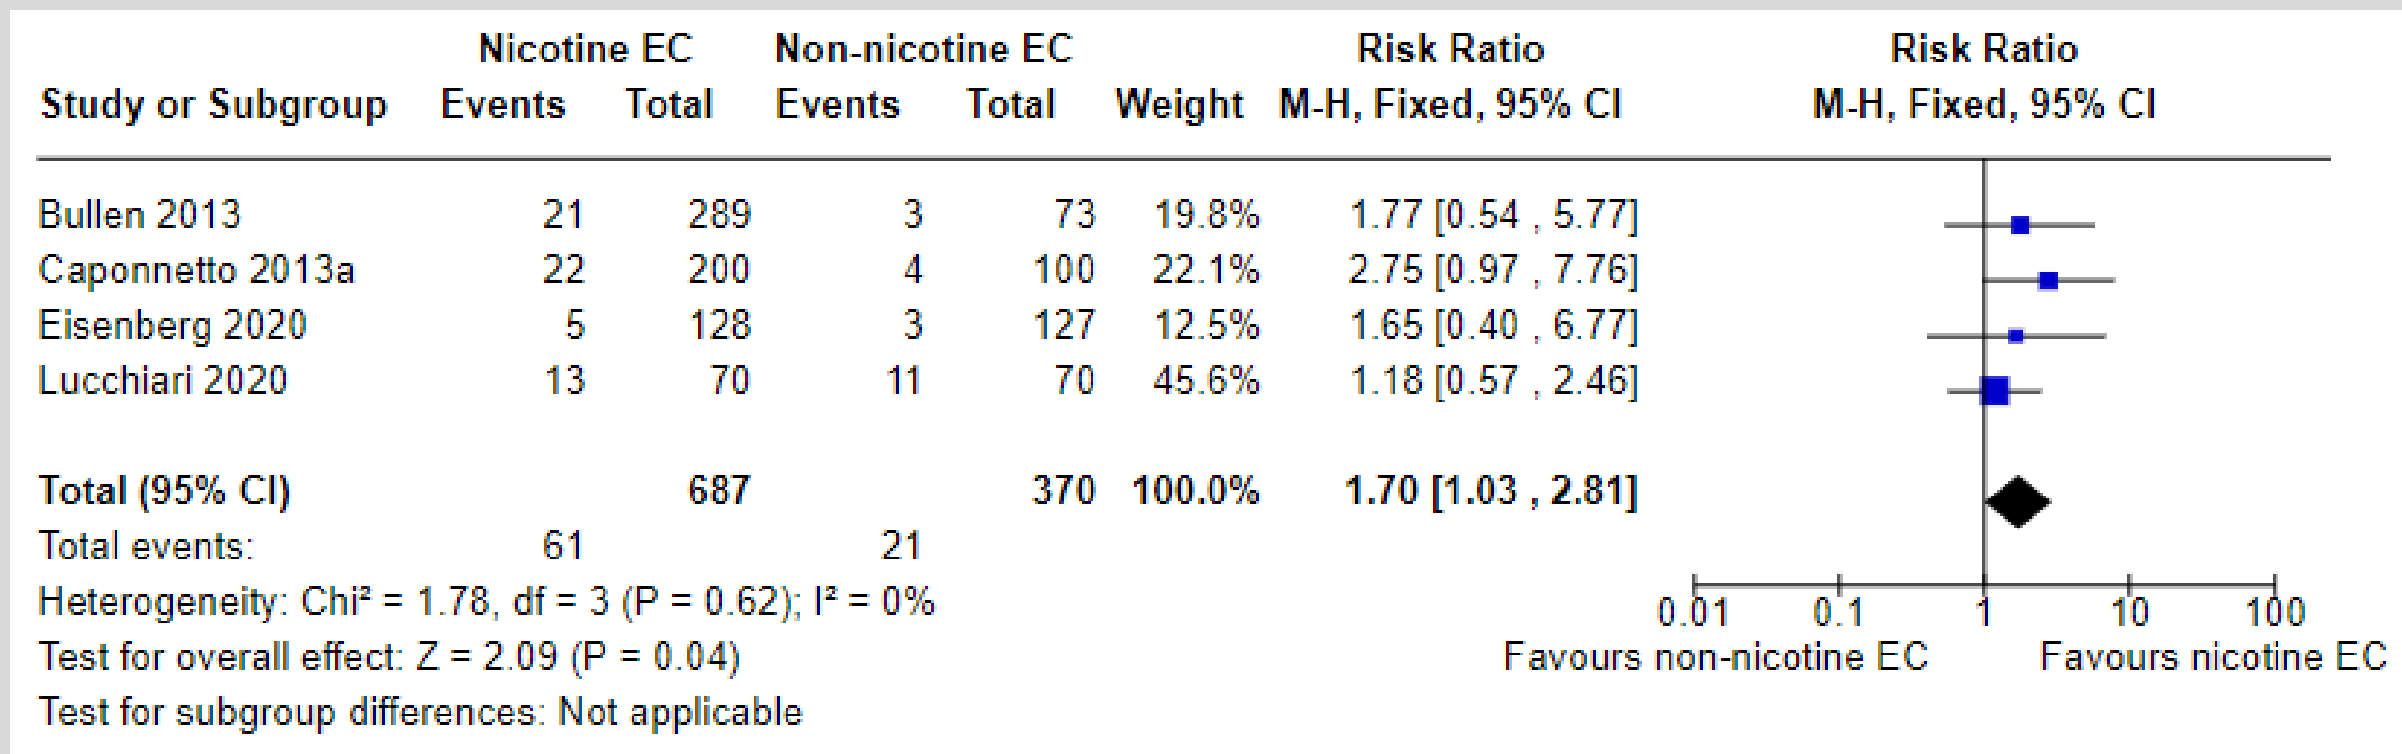 Nicotine EC Non-nicotine EC Risk Ratio Risk Ratio
Study or Subgroup Events Total Events Total Weight M-H, Fixed, 95% CI M-H, Fixed, 95% CI
Bullen 2013 21 289 3 73 19.8% 1.77 [0.54 , 5.77]
Caponnetto 2013a 22 200 4 100 22.1% 2.75 [0.97 , 7.76]
Eisenberg 2020 5 128 3 127 12.5% 1.65 [0.40 , 6.77]
Lucchiari 2020 13 70 11 70 45.6% 1.18 [0.57 , 2.46]
Total (95% CI) 687 370 100.0% 1.70 [1.03 , 2.81]
Total events: 61 21
Heterogeneity: Chi² = 1.78, df = 3 (P = 0.62); I² = 0%
0.01 0.1 1 10 100
Test for overall effect: Z = 2.09 (P = 0.04)
Favours non-nicotine EC Favours nicotine EC
Test for subgroup differences: Not applicable